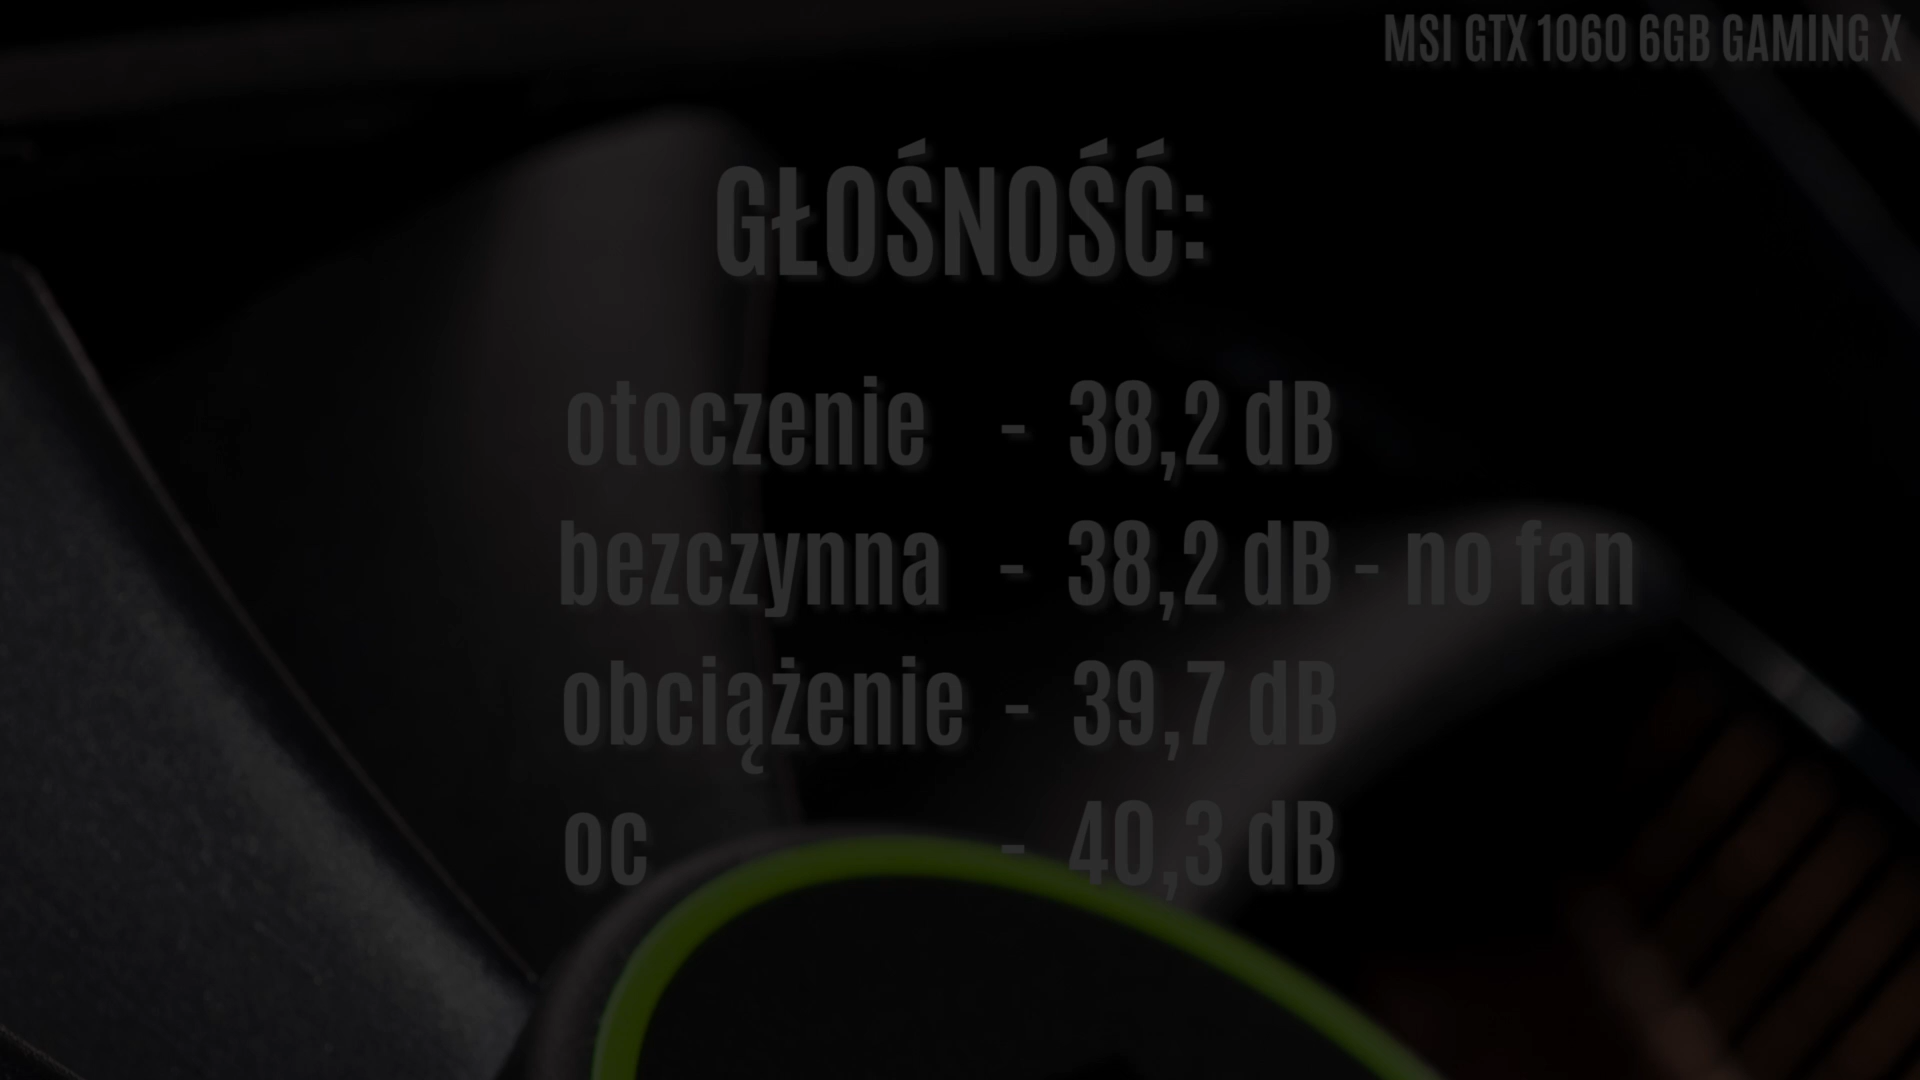 MSI GTX 1060 6GB GAMING X
GŁOŚNOŚĆ:
otoczenie - 38,2 dB
bezczynna - 38,2 dB - no fan
obciążenie - 39,7 dB
oc - 40,3 dB